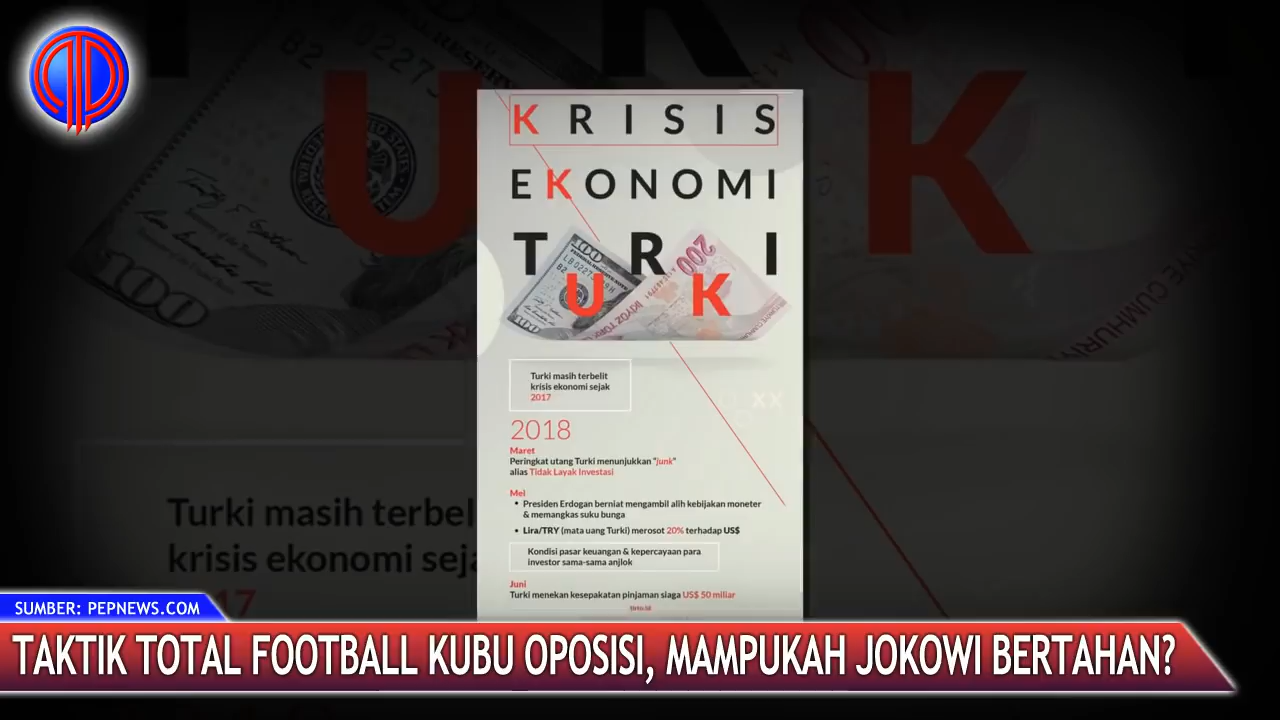 KRISIS
EKONOMI
TURKI
Turki masih terbelit
krisis ekonomi sejak
2017
2018
Maret
Peringkat utang Turki menunjukkan "junk"
alias Tidak Layak Investasi
Mei
• Presiden Erdogan berniat mengambil alih kebijakan moneter
& memangkas suku bunga
• Lira/TRY (mata uang Turki) merosot 20% terhadap US$
Kondisi pasar keuangan & kepercayaan para
investor sama-sama anjlok
Juni
Turki menekan kesepakatan pinjaman siaga US$ 50 miliar
tirto.id
U K
Turki masih terbel
krisis ekonomi seja
17
SUMBER: PEPNEWS.COM
TAKTIK TOTAL FOOTBALL KUBU OPOSISI, MAMPUKAH JOKOWI BERTAHAN?